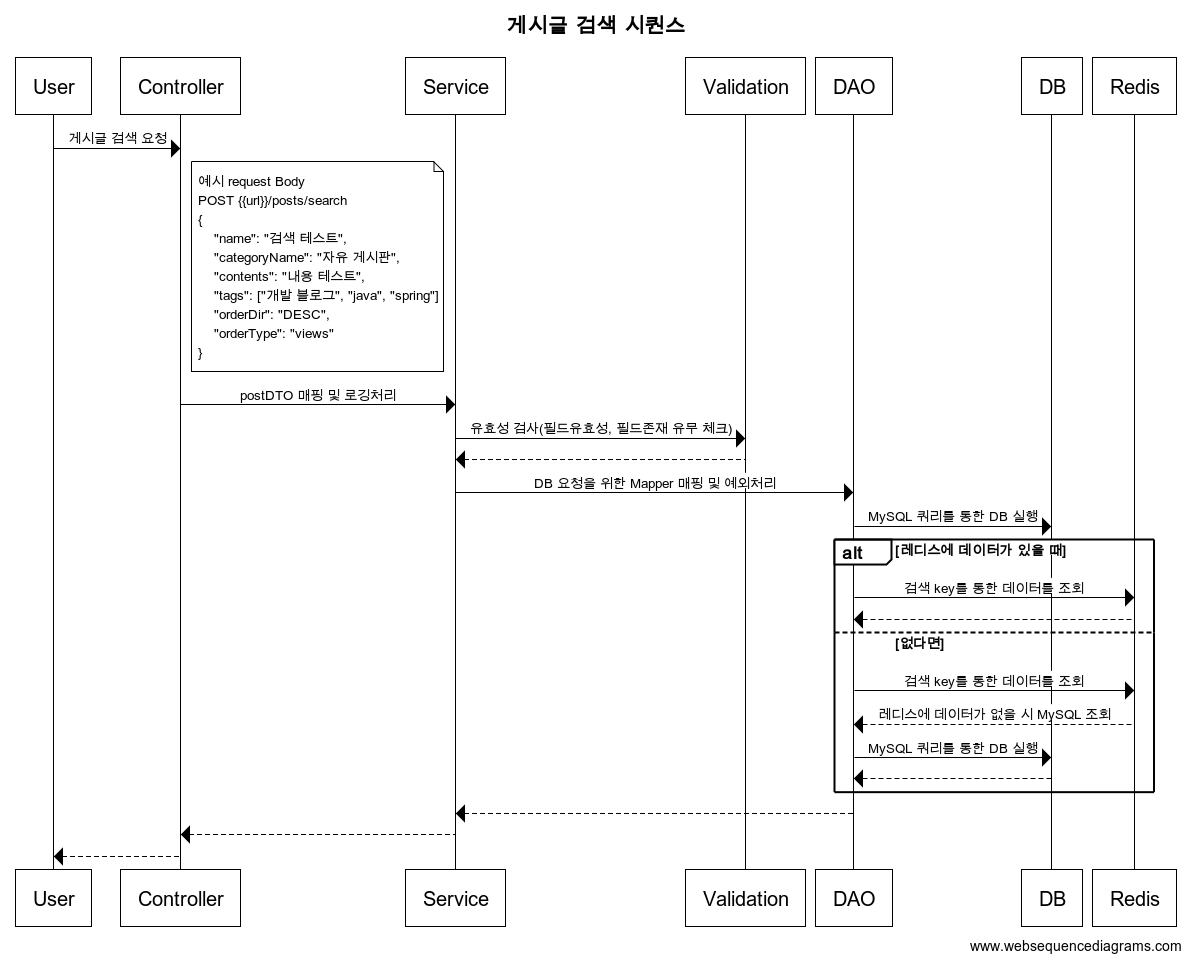 게시글 검색 시퀀스
User
Controller
Service
Validation
DAO
DB
Redis
게시글 검색 요청
예시 request Body
POST {{url}}/posts/search
{
"name": "검색 테스트",
"categoryName": "자유 게시판",
"contents": "내용 테스트",
"tags": ["개발 블로그", "java", "spring"]
"orderDir": "DESC",
"orderType": "views"
}
postDTO 매핑 및 로깅처리
유효성 검사(필드유효성, 필드존재 유무 체크)
DB 요청을 위한 Mapper 매핑 및 예외처리
MySQL 쿼리를 통한 DB 실행
alt
[레디스에 데이터가 있을 때]
검색 key를 통한 데이터를 조회
[없다면]
검색 key를 통한 데이터를 조회
레디스에 데이터가 없을 시 MySQL 조회
MySQL 쿼리를 통한 DB 실행
User
Controller
Service
Validation
DAO
DB
Redis
www.websequencediagrams.com